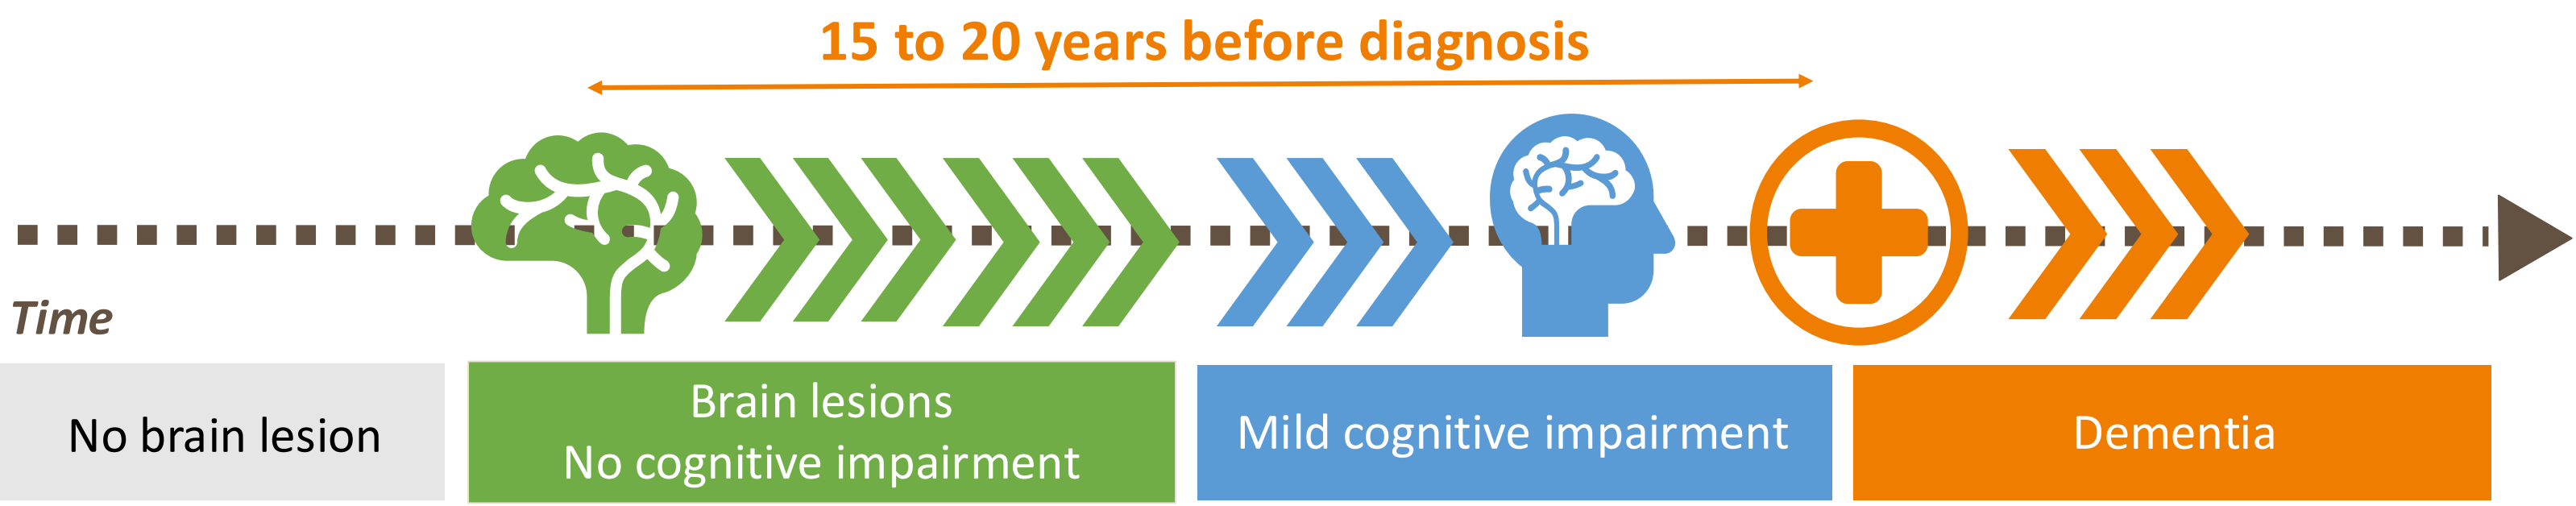 15 to 20 years before diagnosis
Time
No brain lesion
Brain lesions
No cognitive impairment
Mild cognitive impairment
Dementia